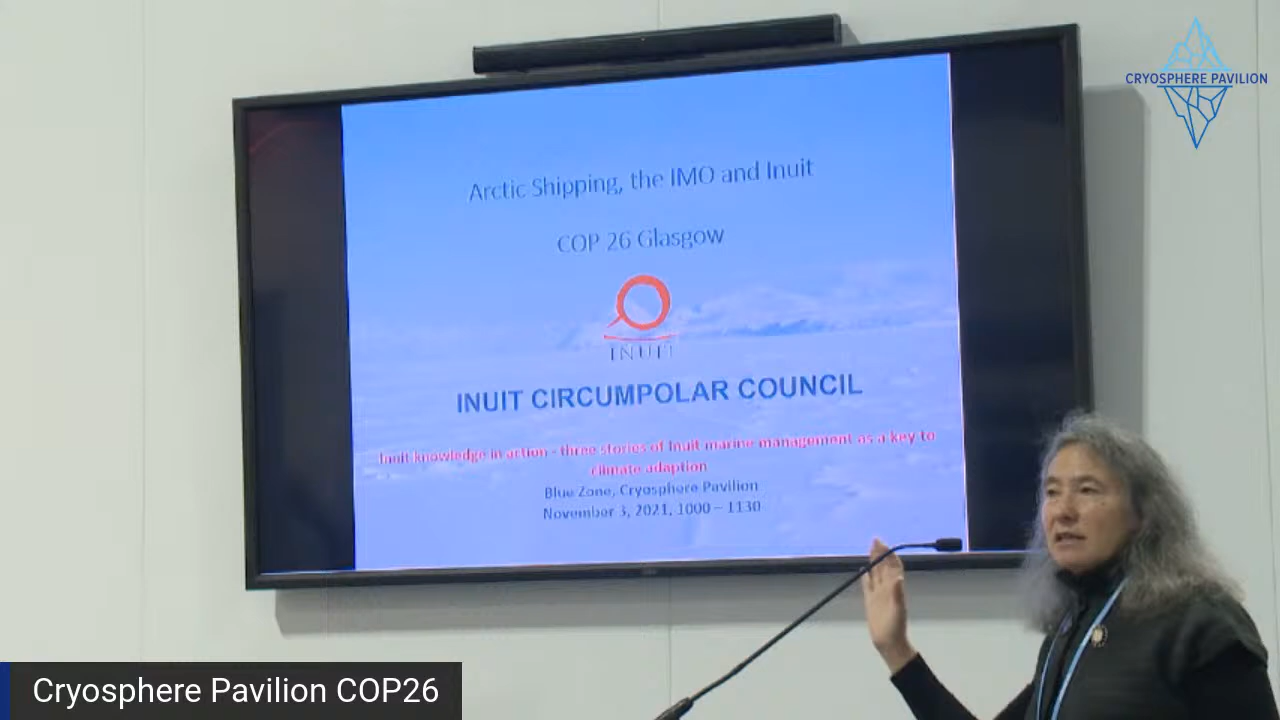 CRYOSPHERE PAVILION
Arctic Shipping, the IMO and Inuit
COP 26 Glasgow
INUIT
INUIT CIRCUMPOLAR COUNCIL
Inuit knowledge in action - three stories of Inuit marine management as a key to
climate adaption
Blue Zone, Cryosphere Pavilion
November 3, 2021, 1000 – 1130
Cryosphere Pavilion COP26